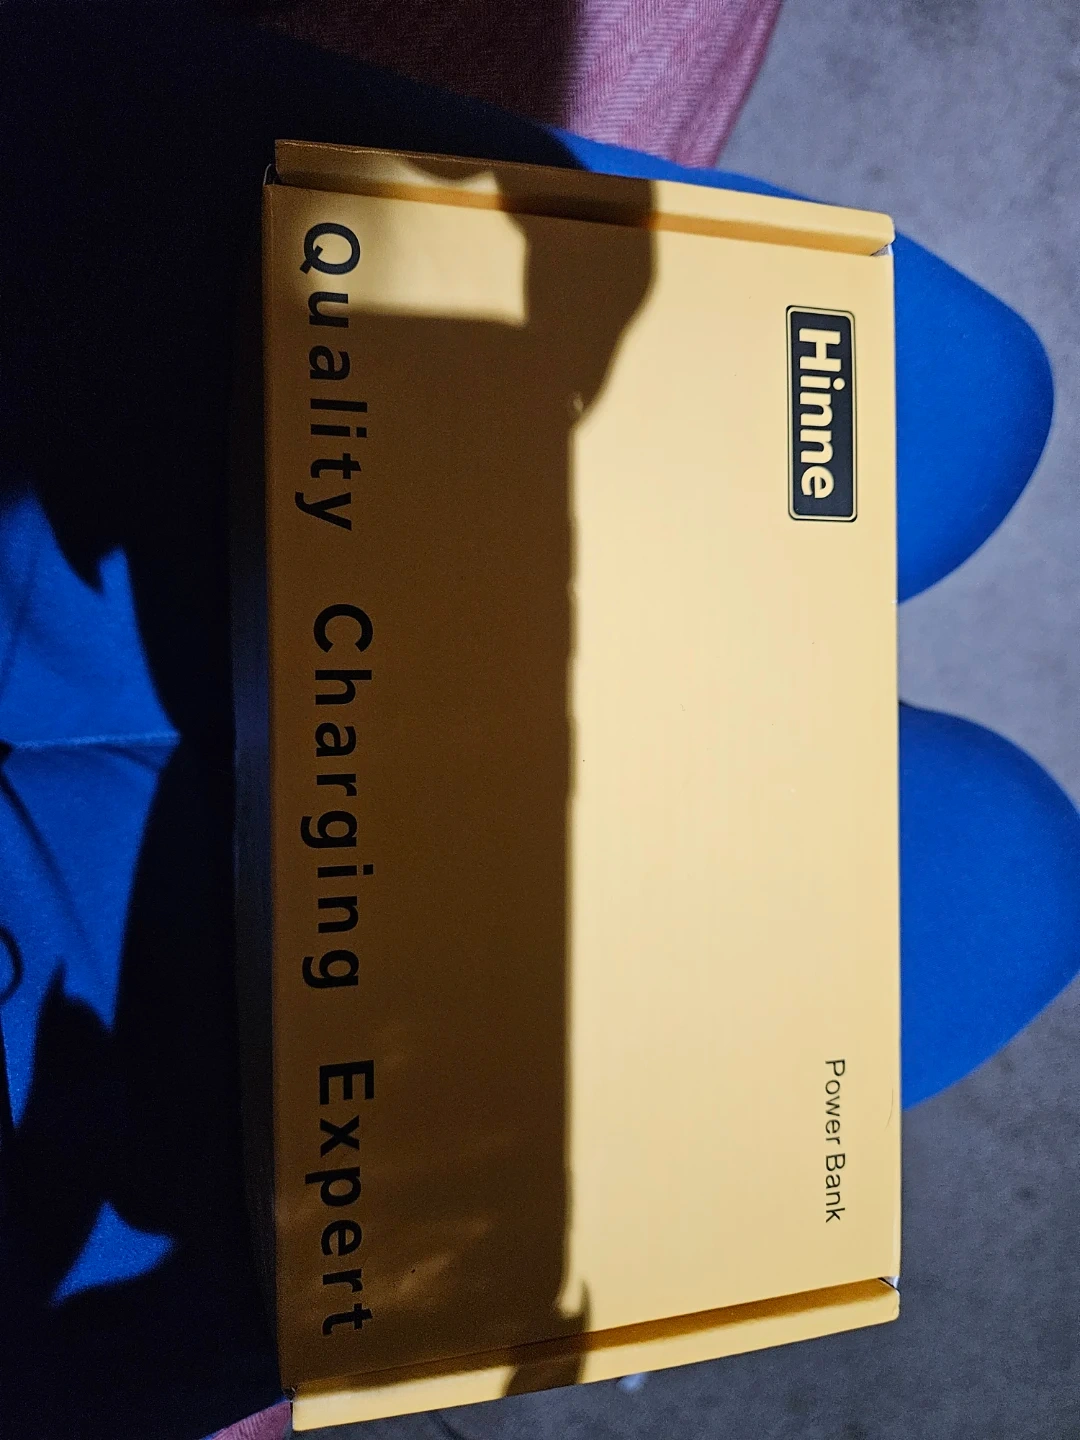 Hinne
Power Bank
Quality Charging Expert